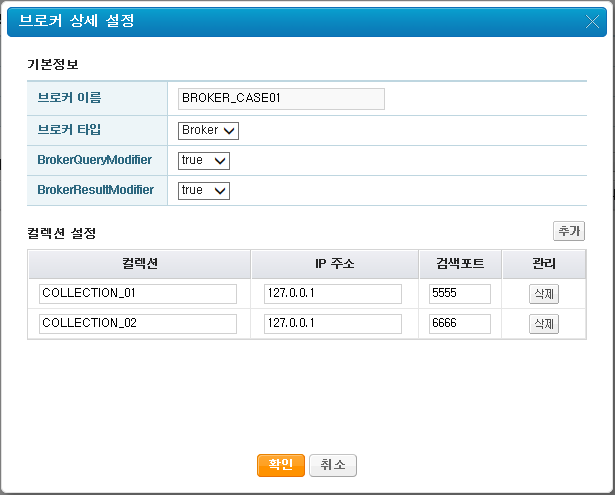 브로커 상세 설정
기본정보
브로커 이름 BROKER_CASE01
브로커 타입 Broker
BrokerQueryModifier true
BrokerResultModifier true
컬렉션 설정 추가
컬렉션 IP 주소 검색포트 관리
COLLECTION_01 127.0.0.1 5555 삭제
COLLECTION_02 127.0.0.1 6666 삭제
확인 취소